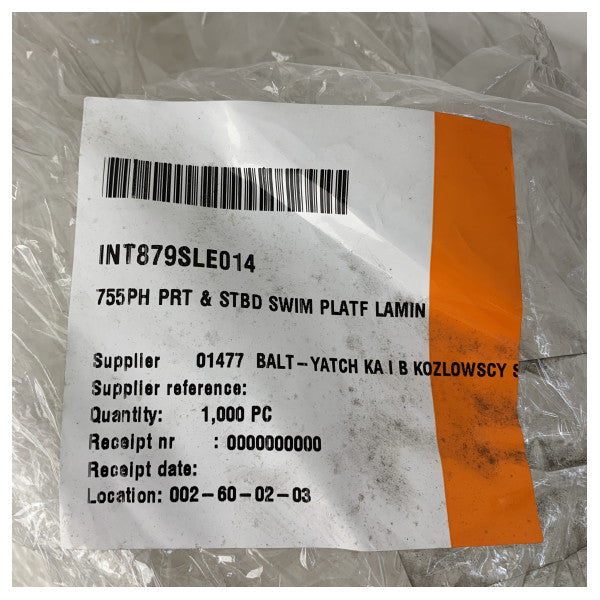 INT879SLE014
755PH PRT & STBD SWIM PLATF LAMIN
Supplier 01477 BALT-YATCH KA I B KOZLOWSCY S
Supplier reference:
Quantity: 1,000 PC
Receipt nr : 0000000000
Receipt date:
Location: 002-60-02-03